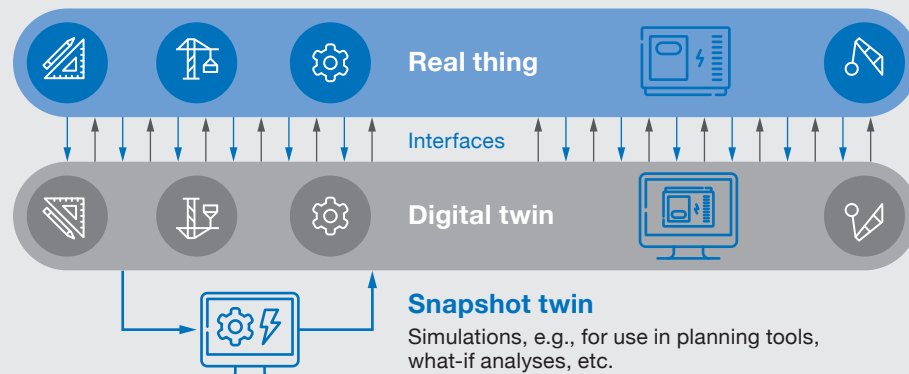 Real thing
Interfaces
Digital twin
Snapshot twin
Simulations, e.g., for use in planning tools,
what-if analyses, etc.